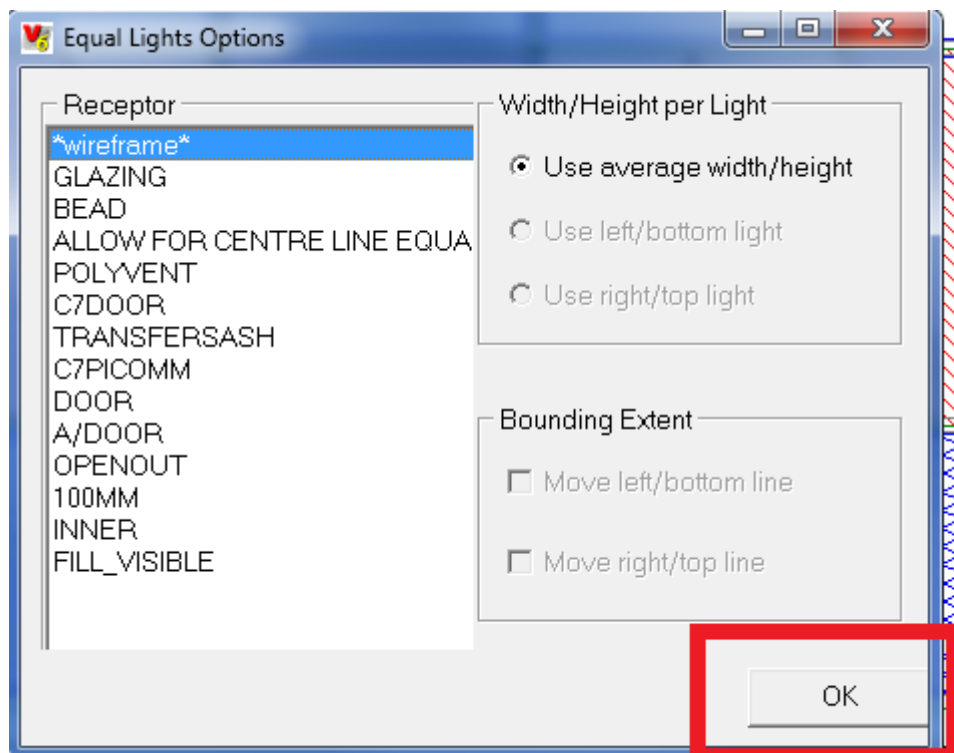 Equal Lights Options
Receptor
*wireframe*
GLAZING
BEAD
ALLOW FOR CENTRE LINE EQUA
POLYVENT
C7DOOR
TRANSFERSASH
C7PICOMM
DOOR
A/DOOR
OPENOUT
100MM
INNER
FILL_VISIBLE
Width/Height per Light
Use average width/height
Use left/bottom light
Use right/top light
Bounding Extent
Move left/bottom line
Move right/top line
OK